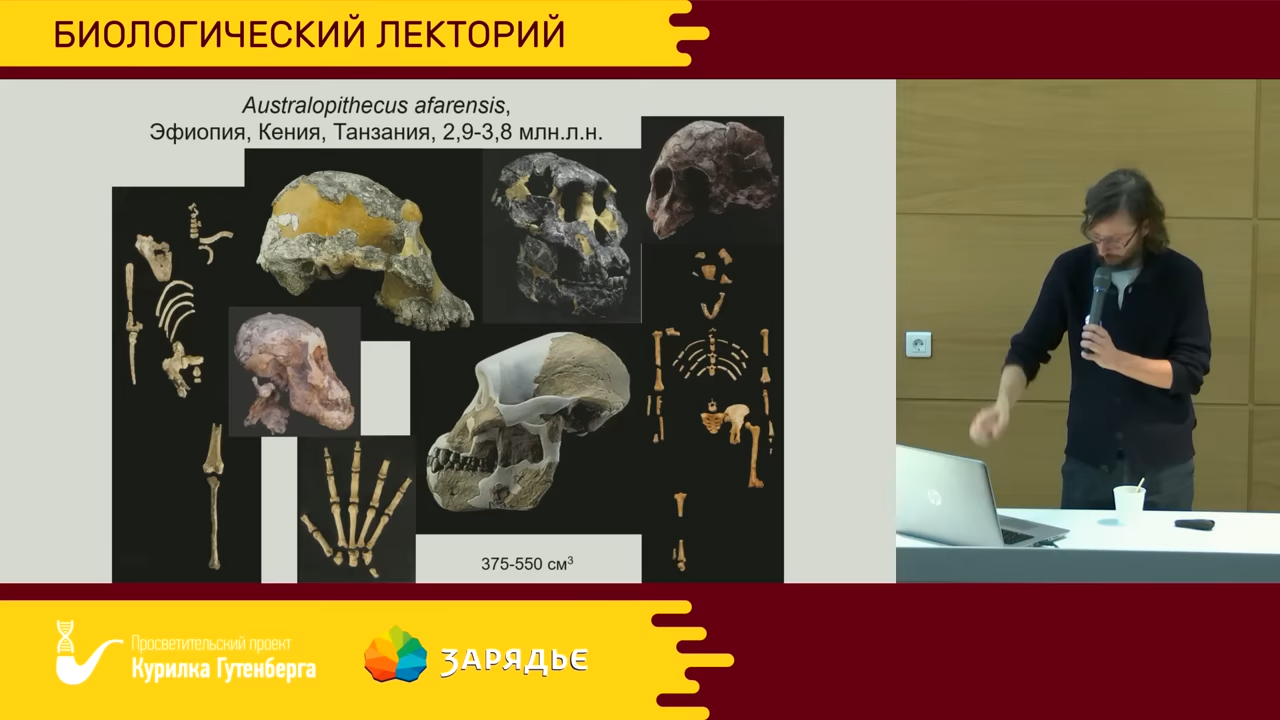 БИОЛОГИЧЕСКИЙ ЛЕКТОРИЙ
Australopithecus afarensis,
Эфиопия, Кения, Танзания, 2,9-3,8 млн.л.н.
375-550 см³
Просветительский проект
Курилка Гутенберга
ЗАРЯДЬЕ
hp